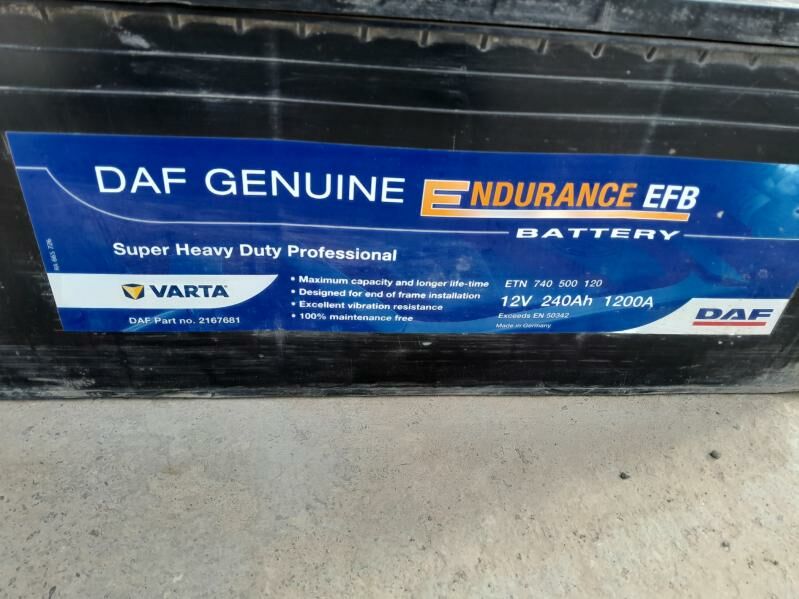 DAF GENUINE ENDURANCE EFB
BATTERY
Super Heavy Duty Professional
VARTA
DAF Part no. 2167681
• Maximum capacity and longer life-time
• Designed for end of frame installation
• Excellent vibration resistance
• 100% maintenance free
ETN 740 500 120
12V 240Ah 1200A
Exceeds EN 50342
Made in Germany
DAF